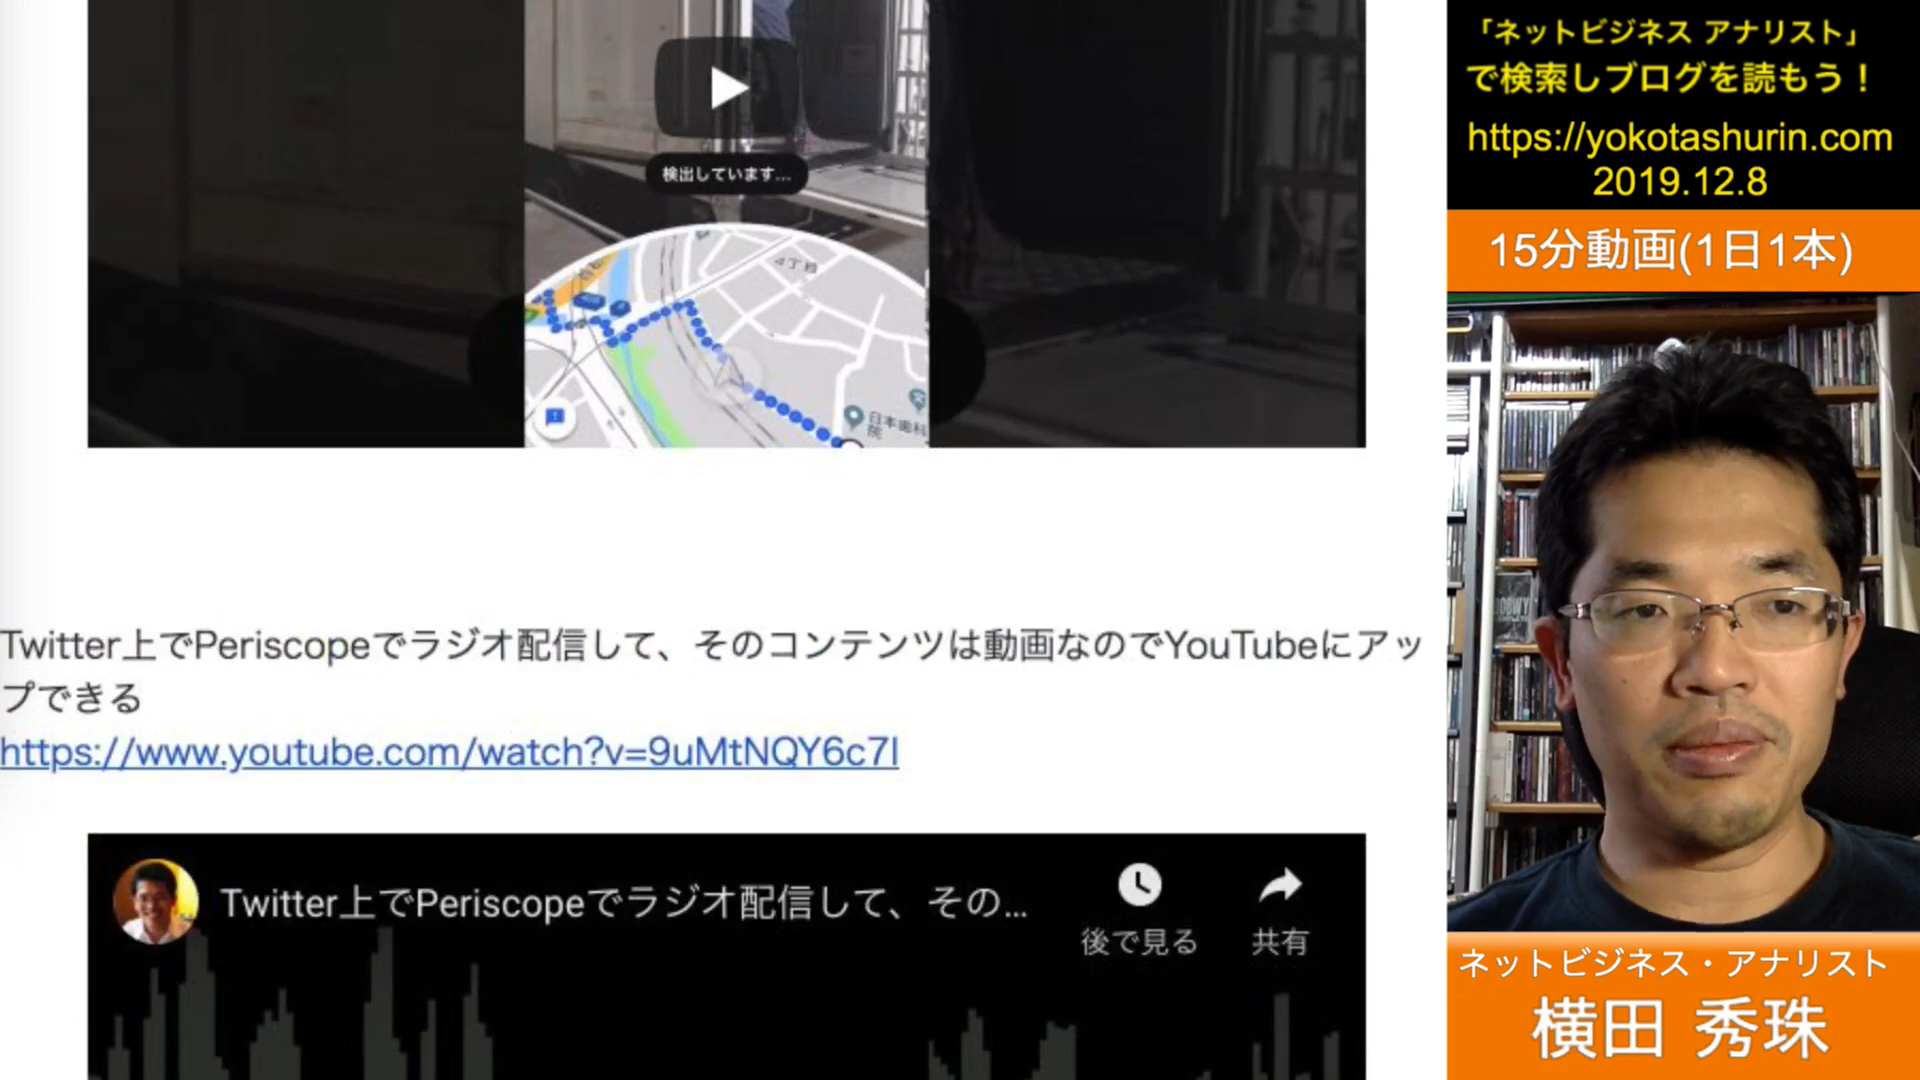 検出しています...
4丁目
日本歯科
院
Twitter上でPeriscopeでラジオ配信して、そのコンテンツは動画なのでYouTubeにアッ
プできる
https://www.youtube.com/watch?v=9uMtNQY6c7I
Twitter上でPeriscopeでラジオ配信して、その...
後で見る
共有
「ネットビジネス アナリスト」
で検索しブログを読もう！
https://yokotashurin.com
2019.12.8
15分動画(1日1本)
ネットビジネス・アナリスト
横田 秀珠